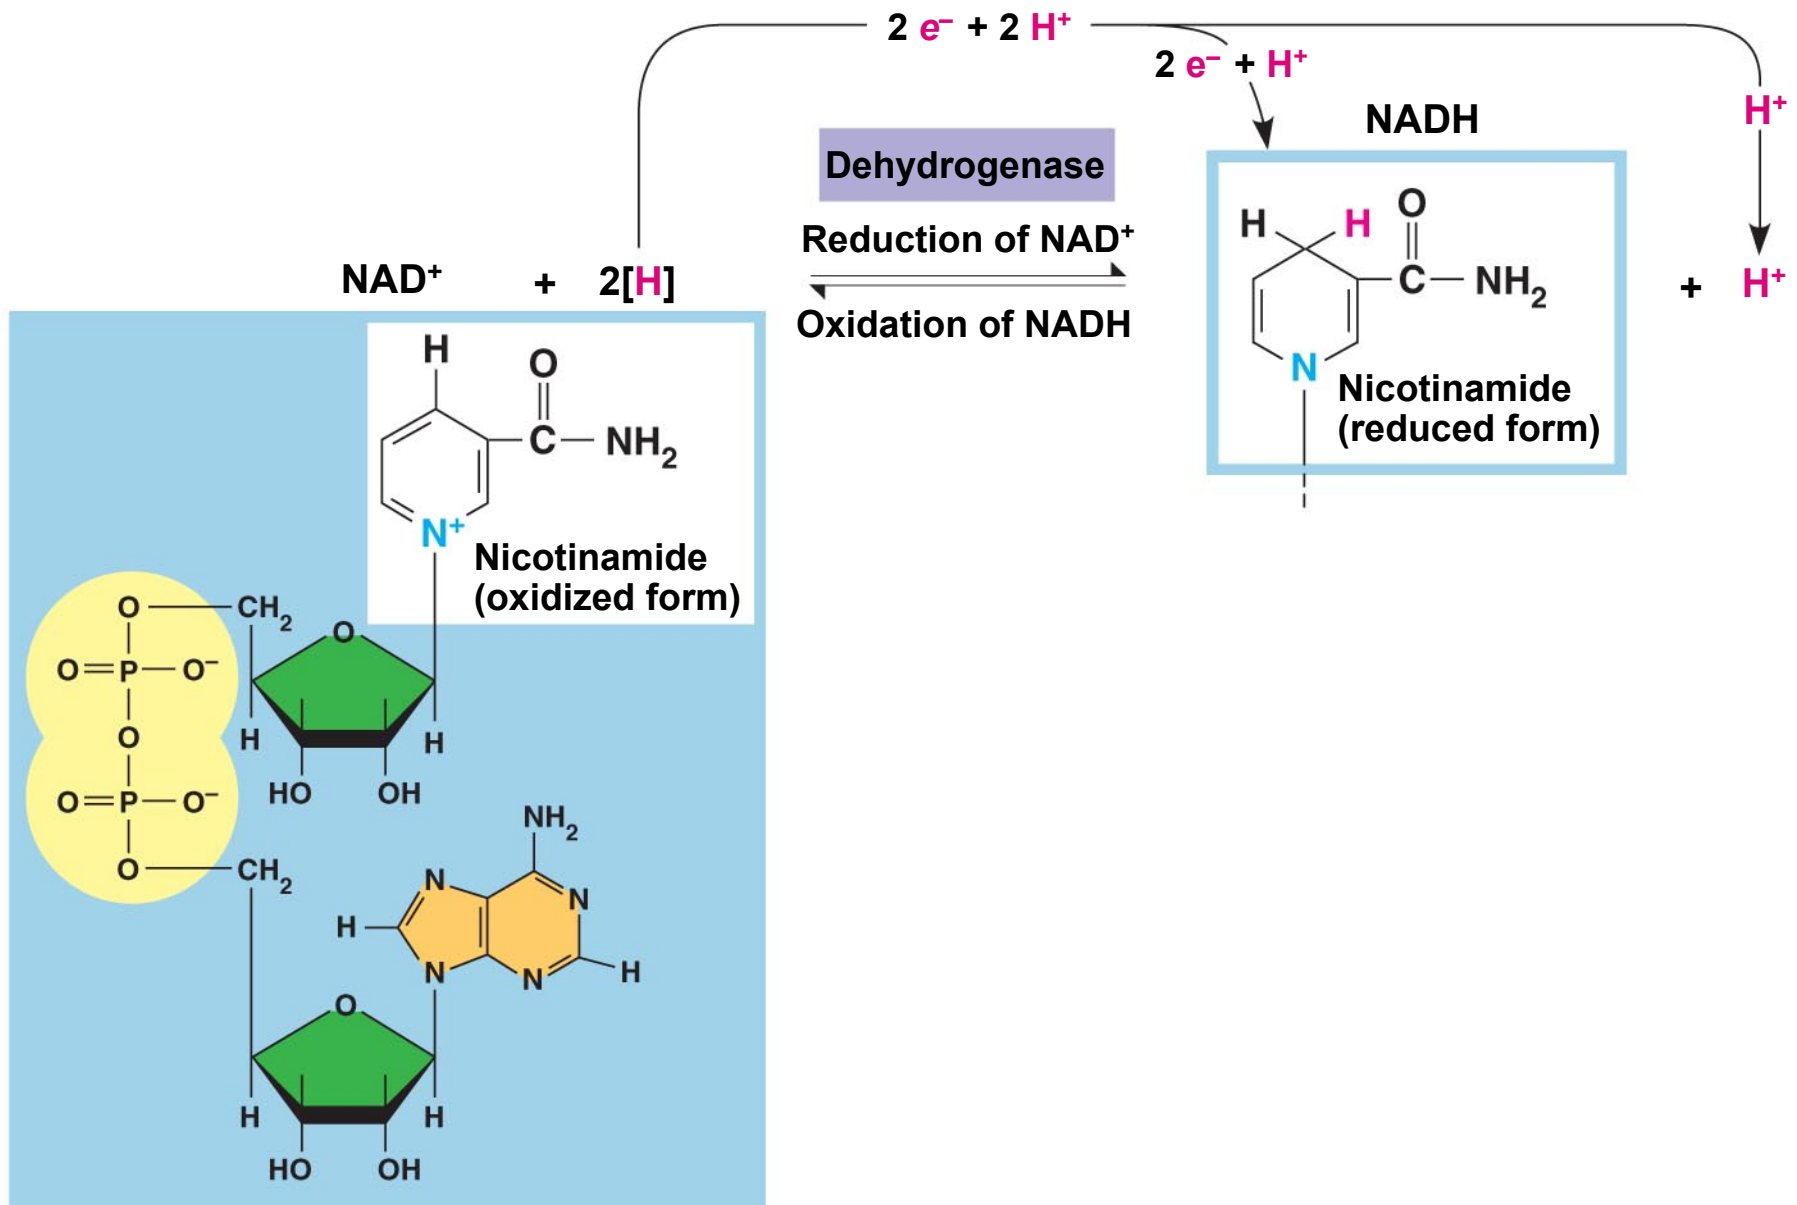 2 e⁻ + 2 H⁺
2 e⁻ + H⁺
H⁺
NADH
Dehydrogenase
Reduction of NAD⁺
Oxidation of NADH
NAD⁺ + 2[H]
H H O
C NH₂
N
Nicotinamide
(reduced form)
+ H⁺
H O
C NH₂
N⁺
Nicotinamide
(oxidized form)
O CH₂
O
O=P—O⁻
O
H H
HO OH
O=P—O⁻
O CH₂
NH₂
N N
H
N N H
O
H H
HO OH